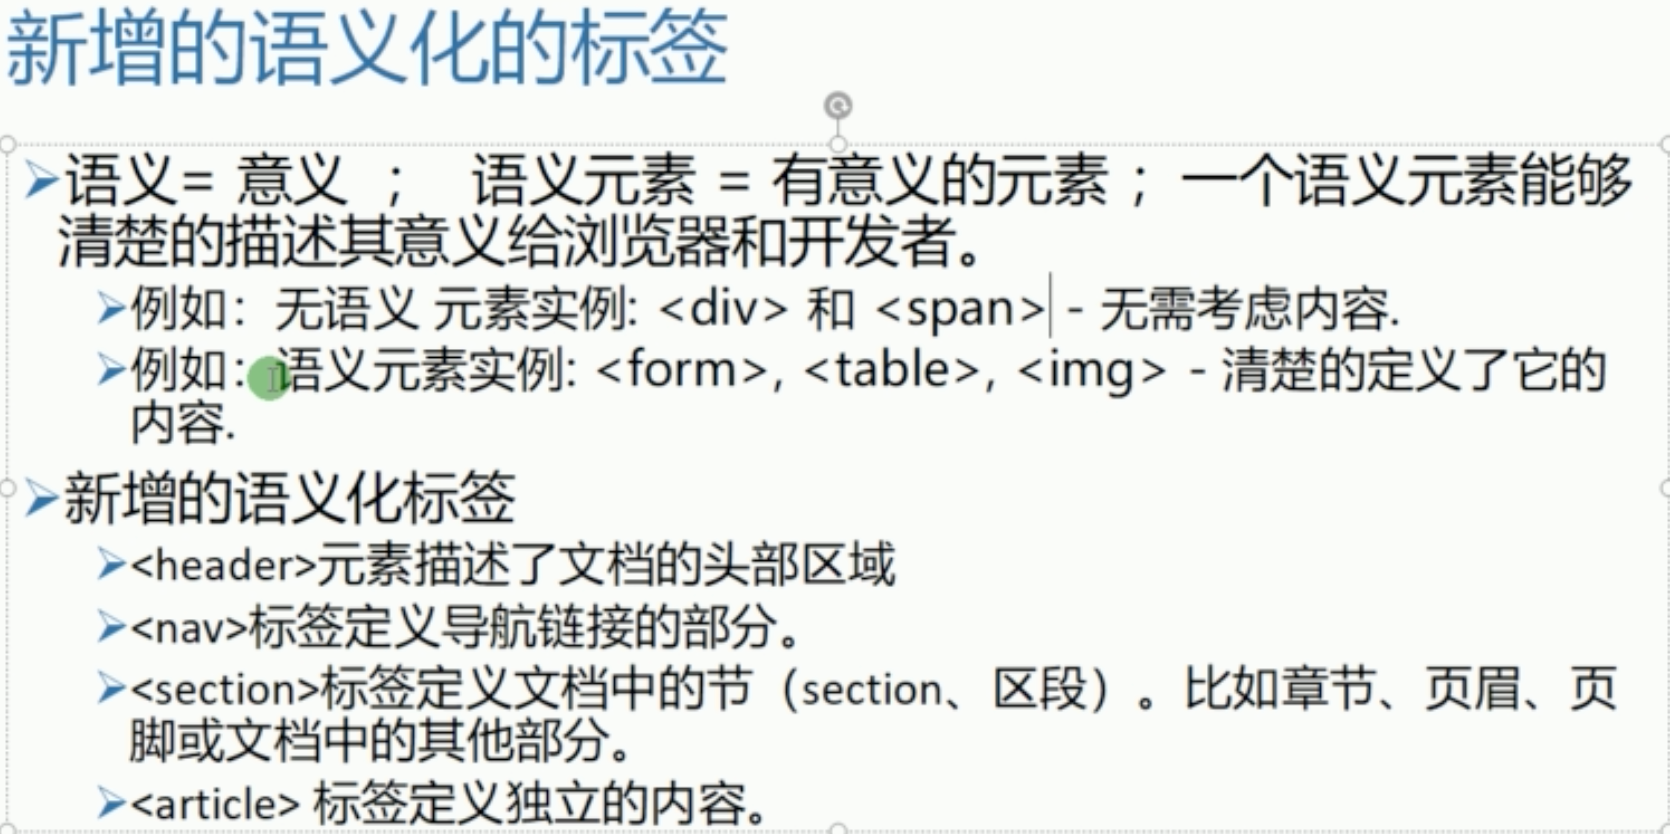 新增的语义化的标签
语义= 意义 ； 语义元素 = 有意义的元素 ；一个语义元素能够
清楚的描述其意义给浏览器和开发者。
例如：无语义 元素实例: <div> 和 <span> - 无需考虑内容.
例如：语义元素实例: <form>, <table>, <img> - 清楚的定义了它的
内容.
新增的语义化标签
<header>元素描述了文档的头部区域
<nav>标签定义导航链接的部分。
<section>标签定义文档中的节（section、区段）。比如章节、页眉、页
脚或文档中的其他部分。
<article> 标签定义独立的内容。